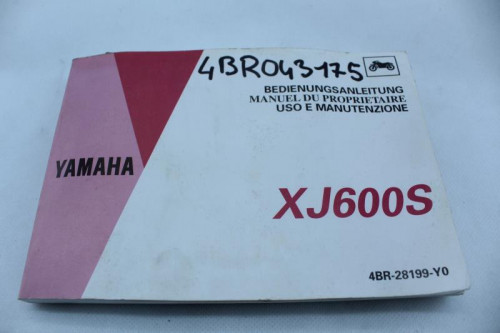 4BR043175
BEDIENUNGSANLEITUNG
MANUEL DU PROPRIETAIRE
USO E MANUTENZIONE
YAMAHA
XJ600S
4BR-28199-Y0